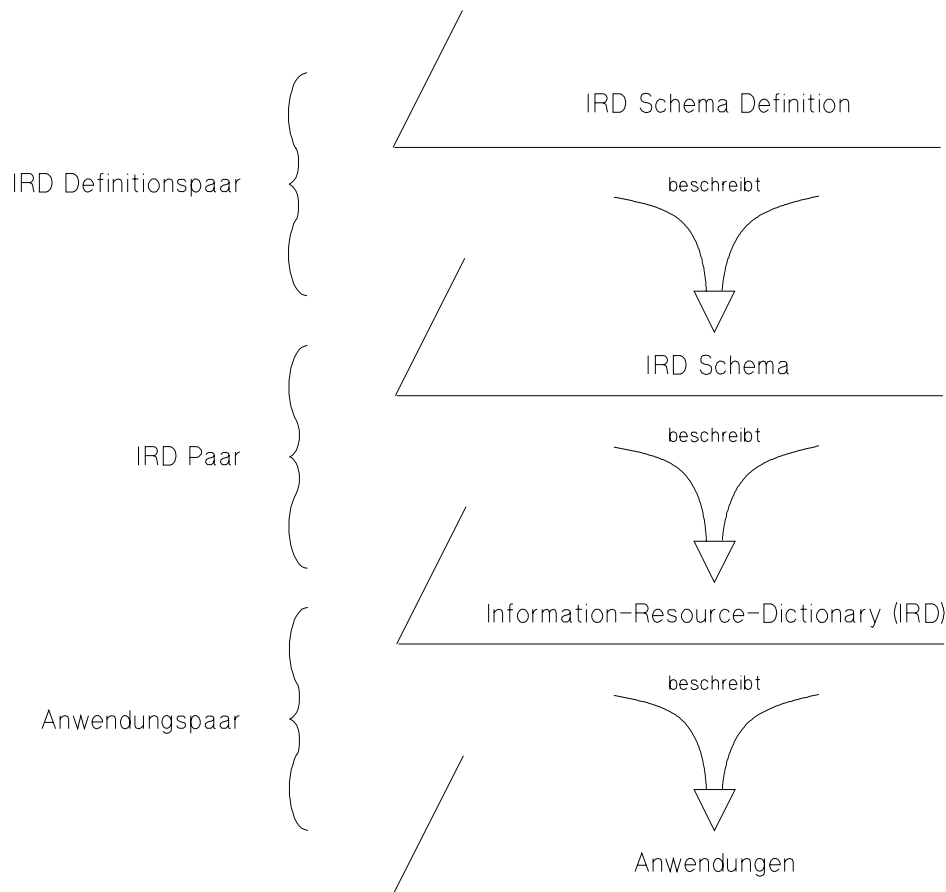 IRD Schema Definition
IRD Definitionspaar
beschreibt
IRD Schema
IRD Paar
beschreibt
Information-Resource-Dictionary (IRD)
Anwendungspaar
beschreibt
Anwendungen